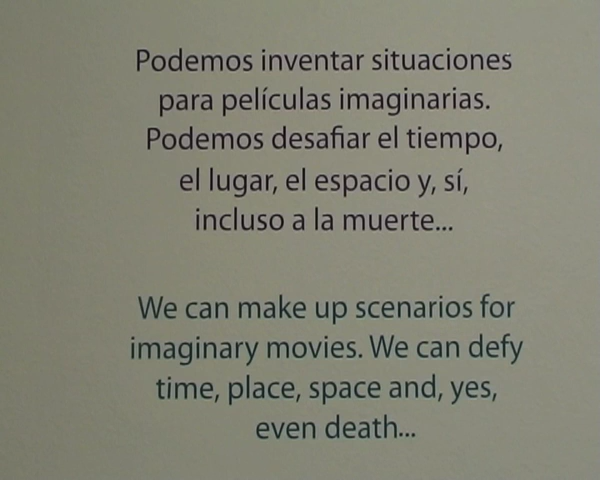 Podemos inventar situaciones
para películas imaginarias.
Podemos desafiar el tiempo,
el lugar, el espacio y, sí,
incluso a la muerte...
We can make up scenarios for
imaginary movies. We can defy
time, place, space and, yes,
even death...